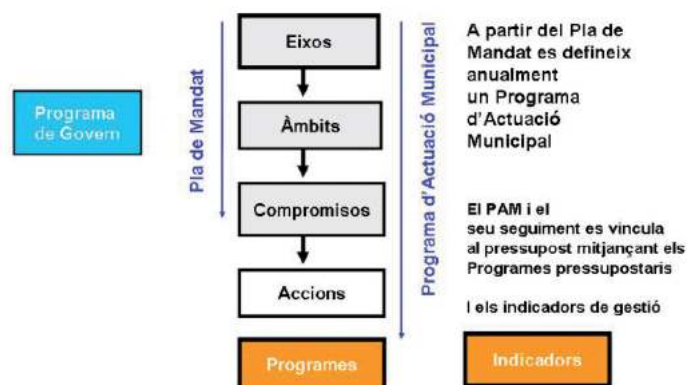 Programa
de Govern
Pla de Mandat
Eixos
Àmbits
Compromisos
Accions
Programes
Programa d'Actuació Municipal
A partir del Pla de
Mandat es defineix
anualment
un Programa
d'Actuació
Municipal
El PAM i el
seu seguiment es vincula
al pressupost mitjançant els
Programes pressupostaris
I els indicadors de gestió
Indicadors